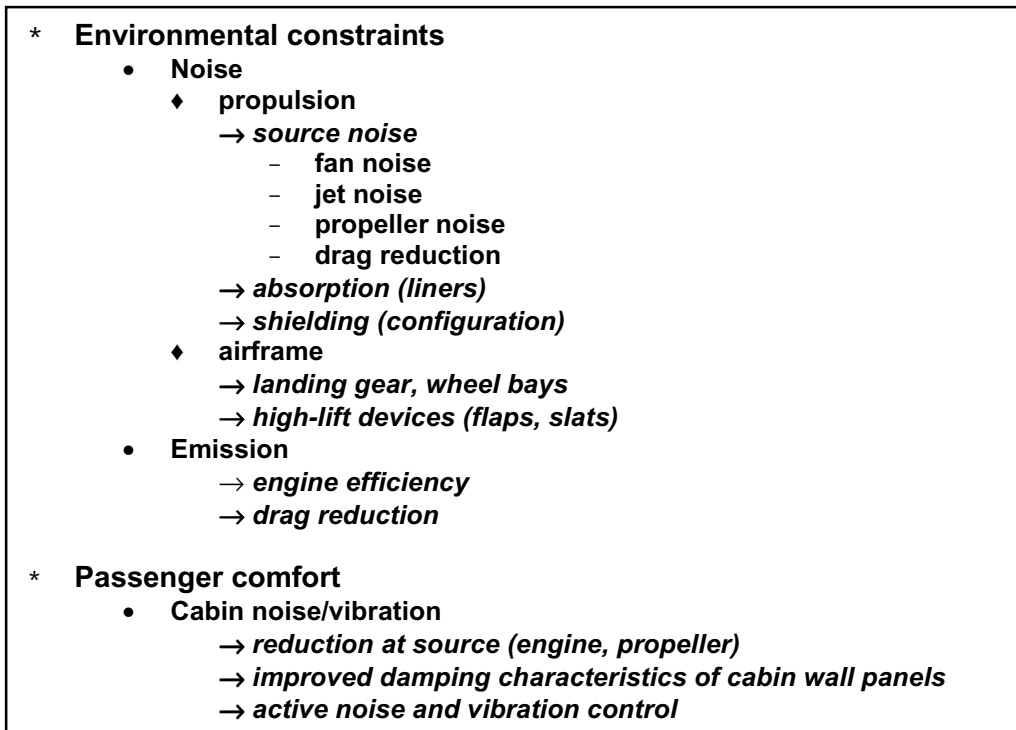 * Environmental constraints
• Noise
♦ propulsion
→ source noise
- fan noise
- jet noise
- propeller noise
- drag reduction
→ absorption (liners)
→ shielding (configuration)
♦ airframe
→ landing gear, wheel bays
→ high-lift devices (flaps, slats)
• Emission
→ engine efficiency
→ drag reduction
* Passenger comfort
• Cabin noise/vibration
→ reduction at source (engine, propeller)
→ improved damping characteristics of cabin wall panels
→ active noise and vibration control